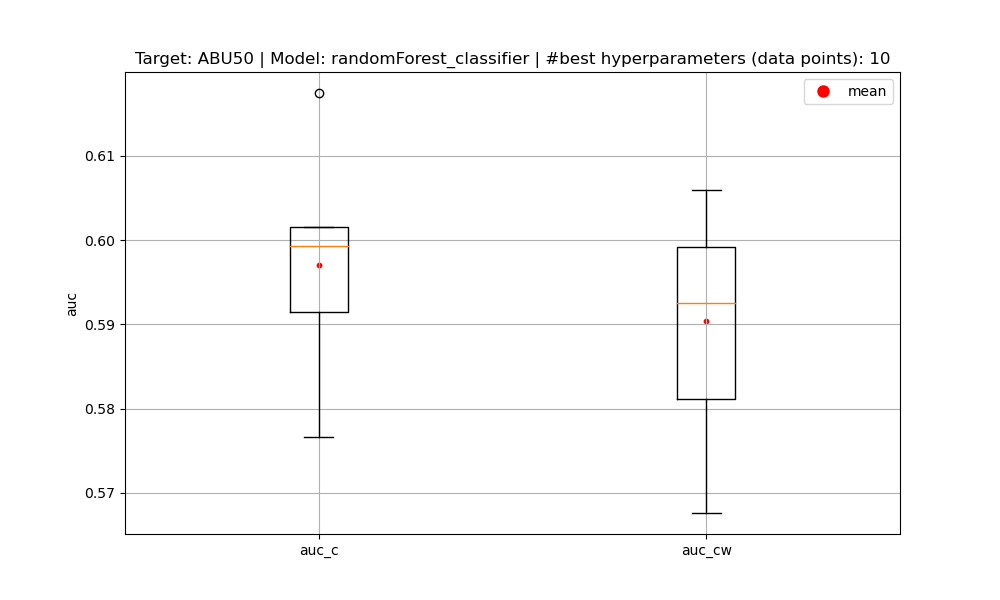 Target: ABU50 | Model: randomForest_classifier | #best hyperparameters (data points): 10
mean
0.61
0.60
0.59
0.58
0.57
auc
auc_c
auc_cw